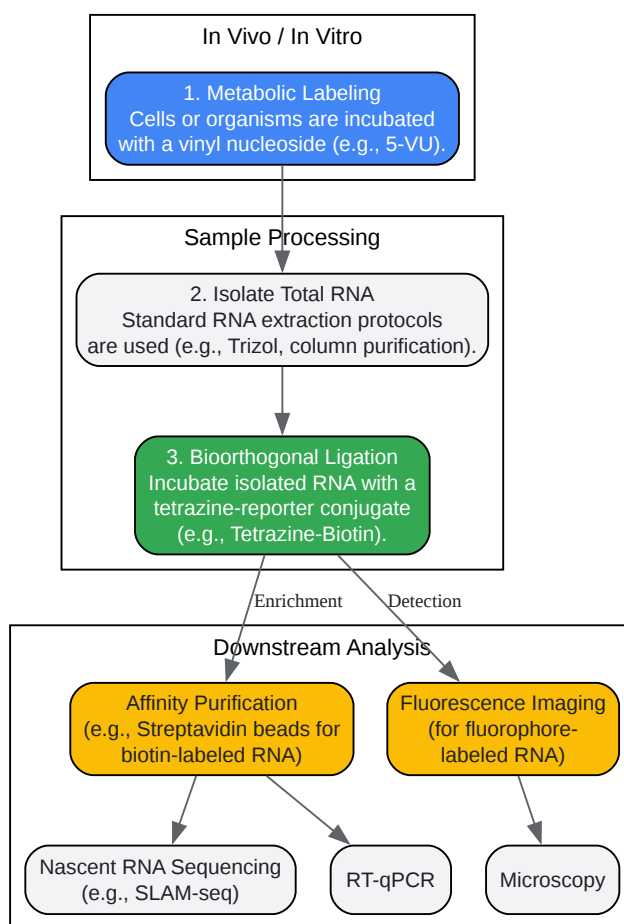 In Vivo / In Vitro
1. Metabolic Labeling
Cells or organisms are incubated
with a vinyl nucleoside (e.g., 5-VU).
Sample Processing
2. Isolate Total RNA
Standard RNA extraction protocols
are used (e.g., Trizol, column purification).
3. Bioorthogonal Ligation
Incubate isolated RNA with a
tetrazine-reporter conjugate
(e.g., Tetrazine-Biotin).
Enrichment
Detection
Downstream Analysis
Affinity Purification
(e.g., Streptavidin beads for
biotin-labeled RNA)
Fluorescence Imaging
(for fluorophore-
labeled RNA)
Nascent RNA Sequencing
(e.g., SLAM-seq)
RT-qPCR
Microscopy